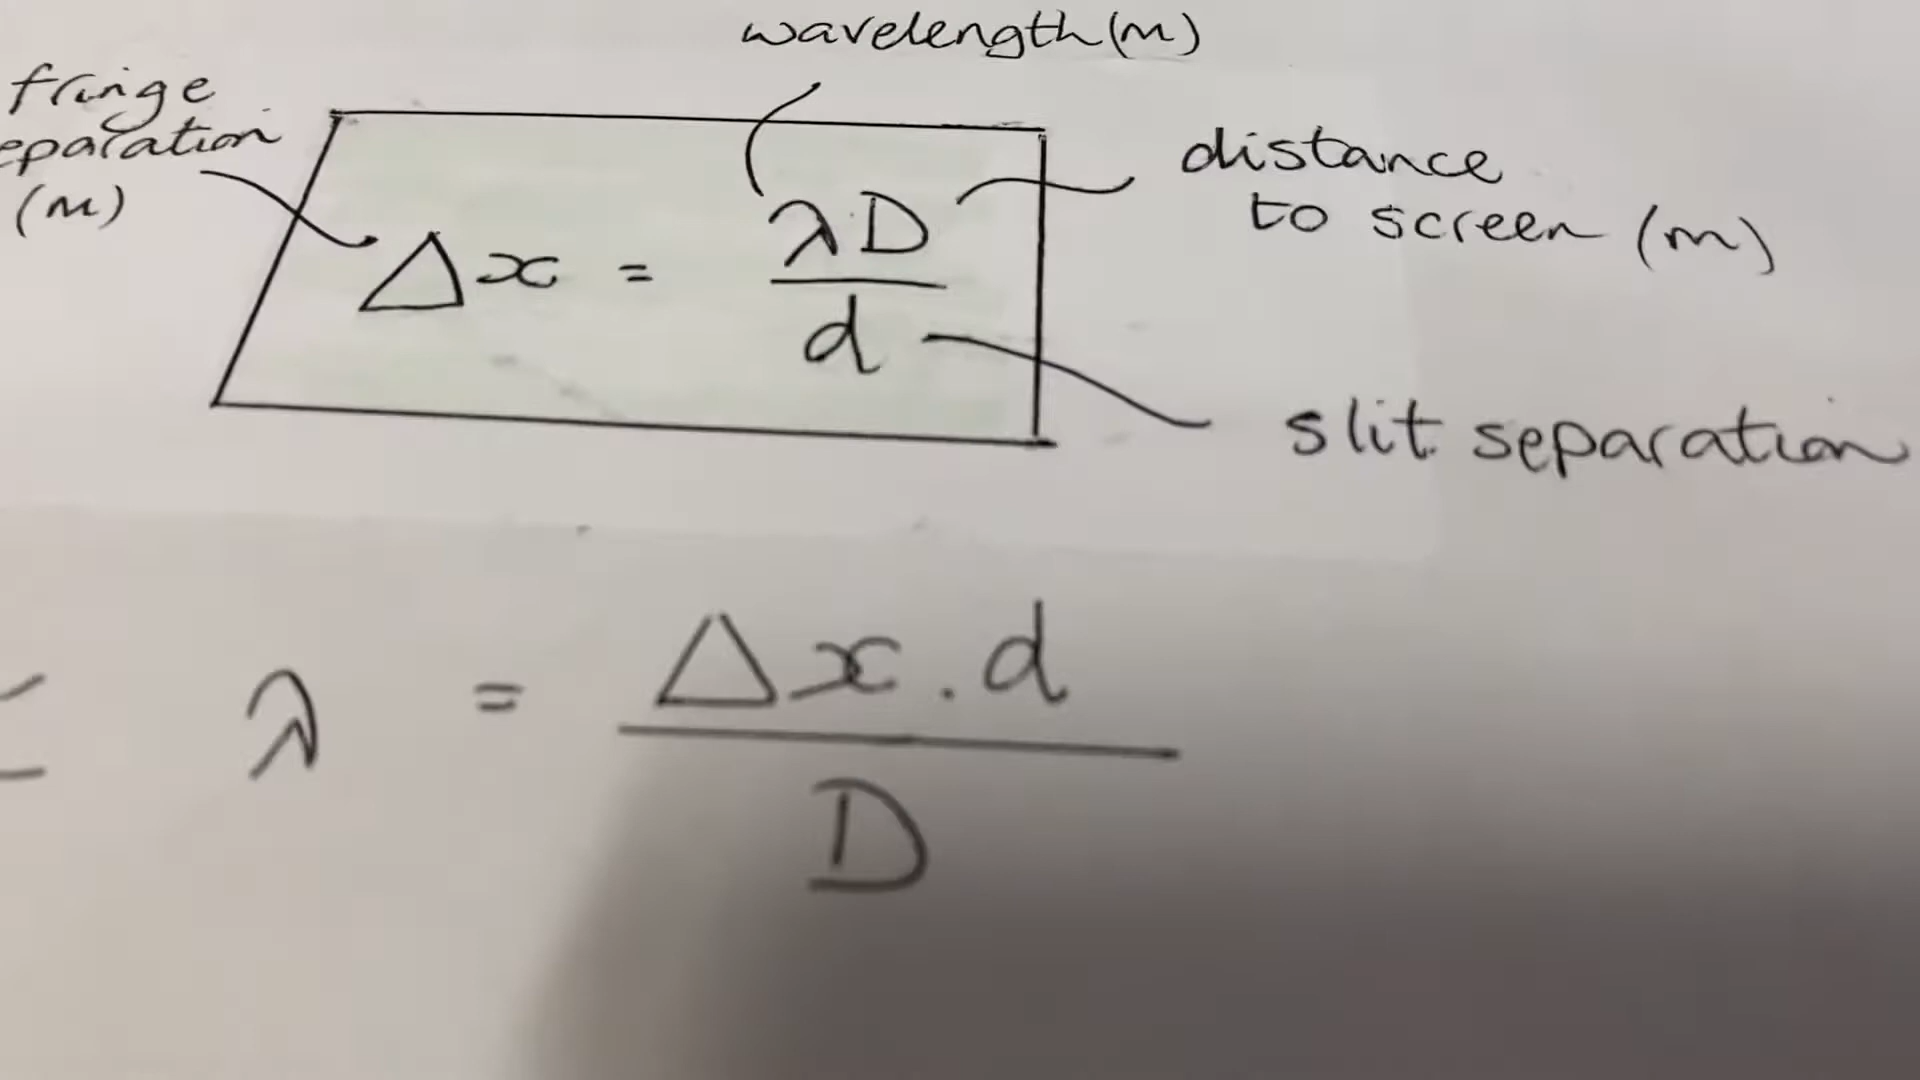 wavelength (m)
fringe
eparation
(m)
distance
to screen (m)
Δx = λD/d
slit separation
λ = Δx . d / D